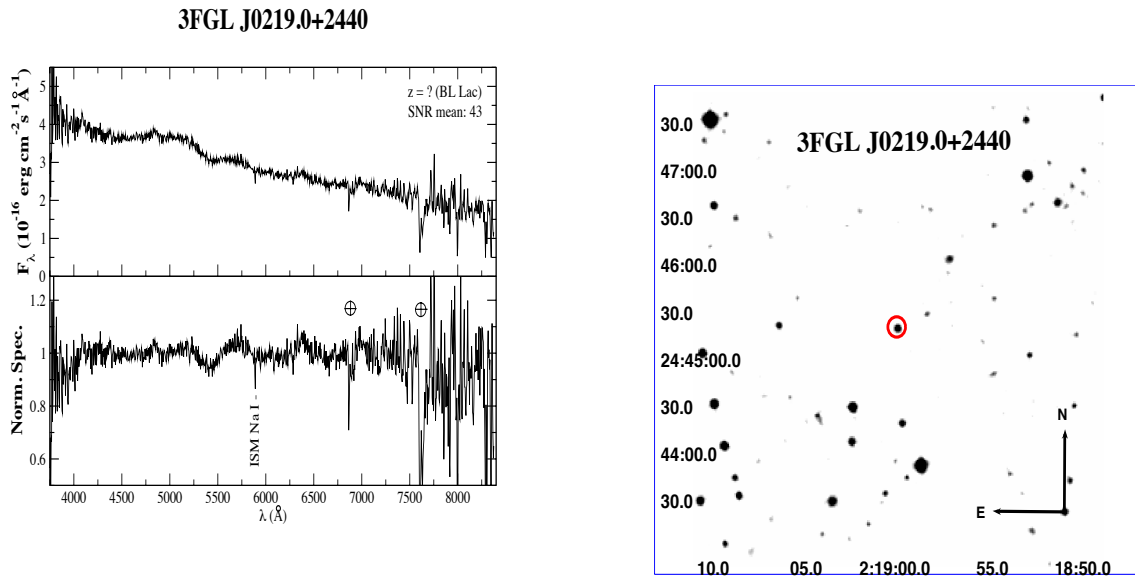 3FGL J0219.0+2440
z = ? (BL Lac)
SNR mean: 43
5
4
3
2
1
0
F_λ (10^-16 erg cm^-2 s^-1 Å^-1)
1.2
1
0.8
0.6
Norm. Spec.
ISM Na I -
4000 4500 5000 5500 6000 6500 7000 7500 8000
λ (Å)
3FGL J0219.0+2440
30.0
47:00.0
30.0
46:00.0
30.0
24:45:00.0
30.0
44:00.0
30.0
N
E
10.0 05.0 2:19:00.0 55.0 18:50.0